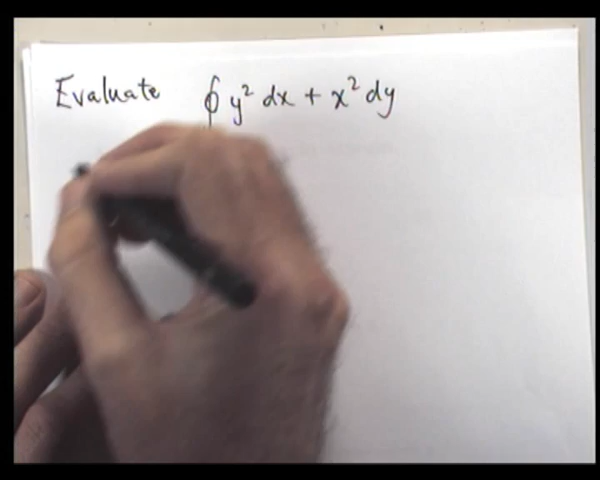 Evaluate ∮ y² dx + x² dy